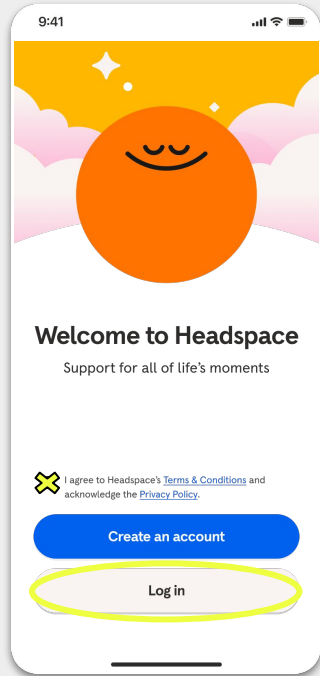 9:41
Welcome to Headspace
Support for all of life's moments
I agree to Headspace's Terms & Conditions and
acknowledge the Privacy Policy.
Create an account
Log in